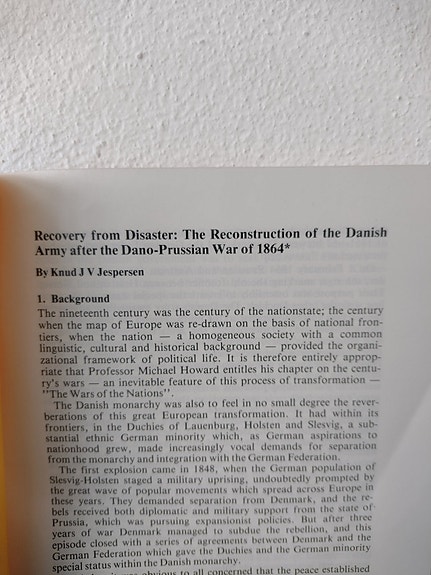 Recovery from Disaster: The Reconstruction of the Danish
Army after the Dano-Prussian War of 1864*
By Knud J V Jespersen
1. Background
The nineteenth century was the century of the nationstate; the century
when the map of Europe was re-drawn on the basis of national fron-
tiers, when the nation — a homogeneous society with a common
linguistic, cultural and historical background — provided the organi-
zational framework of political life. It is therefore entirely approp-
riate that Professor Michael Howard entitles his chapter on the centu-
ry's wars — an inevitable feature of this process of transformation —
"The Wars of the Nations".
The Danish monarchy was also to feel in no small degree the rever-
berations of this great European transformation. It had within its
frontiers, in the Duchies of Lauenburg, Holsten and Slesvig, a sub-
stantial ethnic German minority which, as German aspirations to
nationhood grew, made increasingly vocal demands for separation
from the monarchy and integration with the German Federation.
The first explosion came in 1848, when the German population of
Slesvig-Holsten staged a military uprising, undoubtedly prompted by
the great wave of popular movements which spread across Europe in
these years. They demanded separation from Denmark, and the re-
bels received both diplomatic and military support from the state of
Prussia, which was pursuing expansionist policies. But after three
years of war Denmark managed to subdue the rebellion, and this
episode closed with a series of agreements between Denmark and the
German Federation which gave the Duchies and the German minority
special status within the Danish monarchy.
obvious to all concerned that the peace established